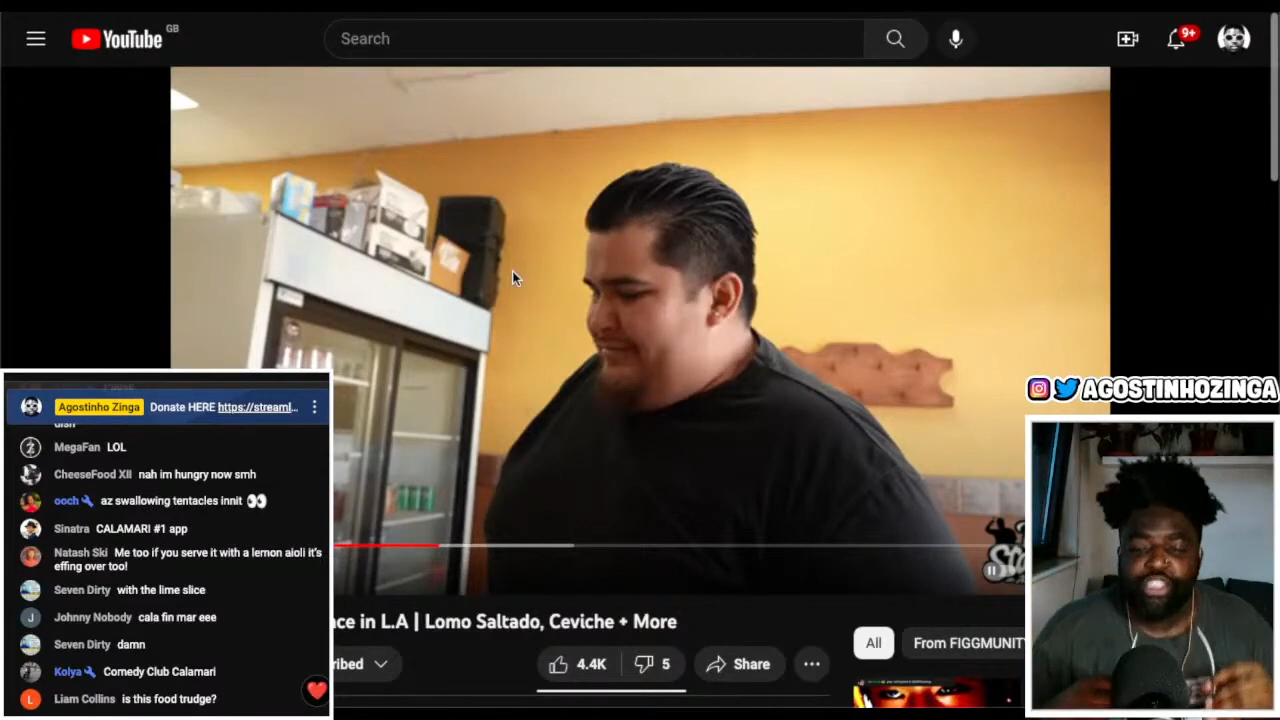 YouTube GB
Search
9+
Agostinho Zinga Donate HERE https://streaml...
MegaFan LOL
CheeseFood XII nah im hungry now smh
ooch az swallowing tentacles innit 👀
Sinatra CALAMARI #1 app
Natash Ski Me too if you serve it with a lemon aioli it's
effing over too!
Seven Dirty with the lime slice
Johnny Nobody cala fin mar eee
Seven Dirty damn
Kolya Comedy Club Calamari
Liam Collins is this food trudge?
AGOSTINHOZINGA
ce in L.A | Lomo Saltado, Ceviche + More
ribed
4.4K
5
Share
All
From FIGGMUNIT